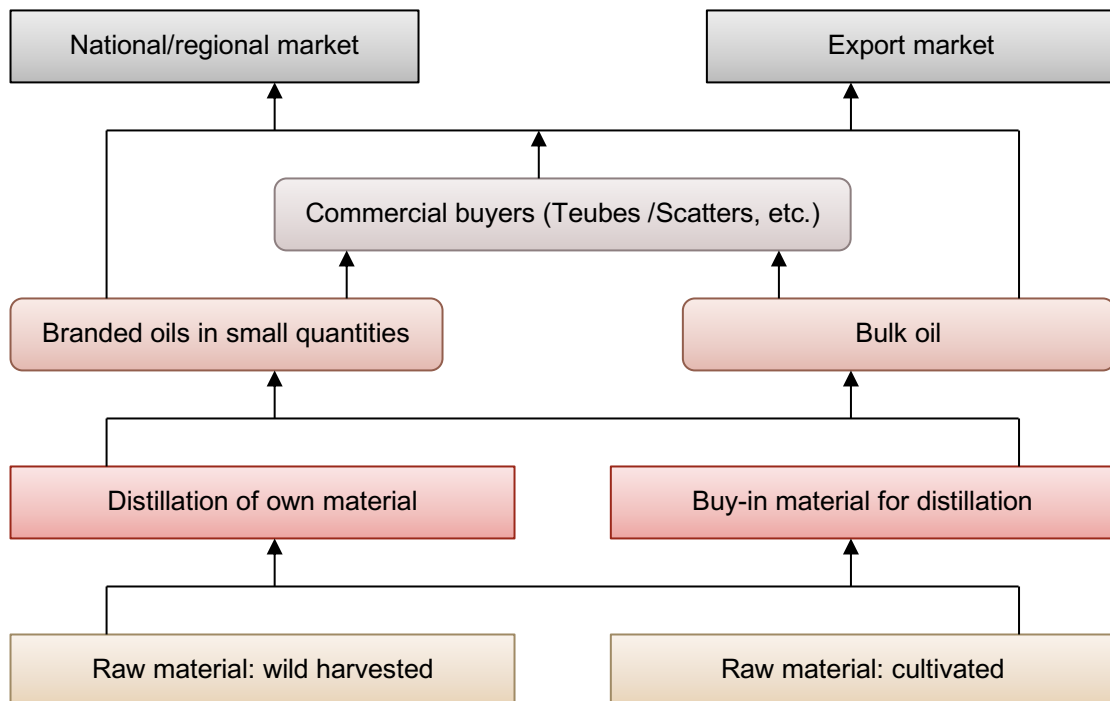 National/regional market
Export market
Commercial buyers (Teubes /Scatters, etc.)
Branded oils in small quantities
Bulk oil
Distillation of own material
Buy-in material for distillation
Raw material: wild harvested
Raw material: cultivated